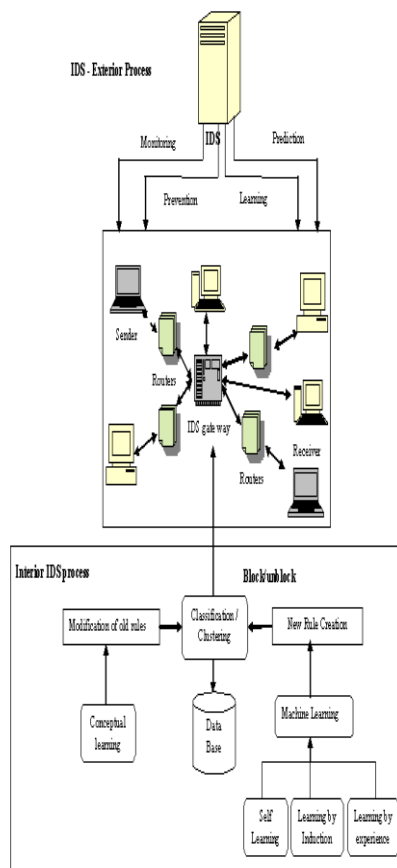 IDS - Exterior Process
IDS
Monitoring
Prediction
Prevention
Learning
Sender
Routers
IDS gate way
Receiver
Routers
Interior IDS process
Block/unblock
Modification of old rules
Classification /
Clustering
New Rule Creation
Conceptual
learning
Data
Base
Machine Learning
Self
Learning
Learning by
Induction
Learning by
experience